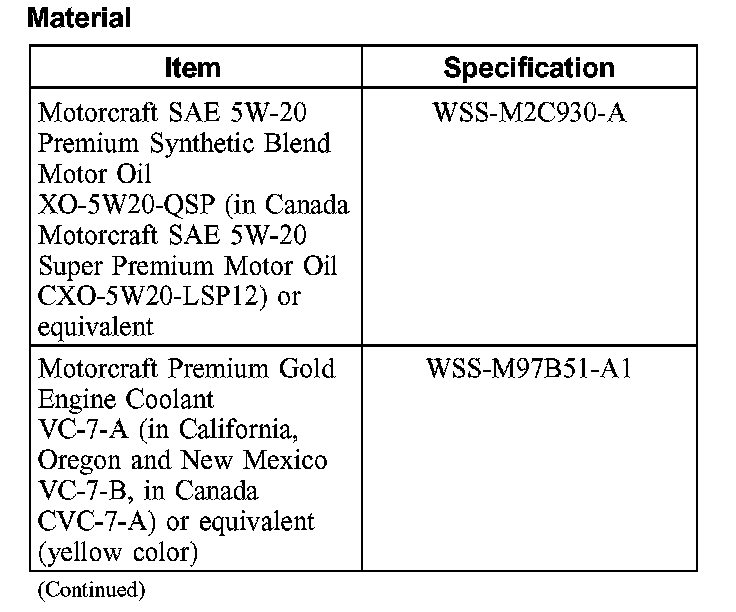 Material
Item
Specification
Motorcraft SAE 5W-20
Premium Synthetic Blend
Motor Oil
XO-5W20-QSP (in Canada
Motorcraft SAE 5W-20
Super Premium Motor Oil
CXO-5W20-LSP12) or
equivalent
WSS-M2C930-A
Motorcraft Premium Gold
Engine Coolant
VC-7-A (in California,
Oregon and New Mexico
VC-7-B, in Canada
CVC-7-A) or equivalent
(yellow color)
WSS-M97B51-A1
(Continued)